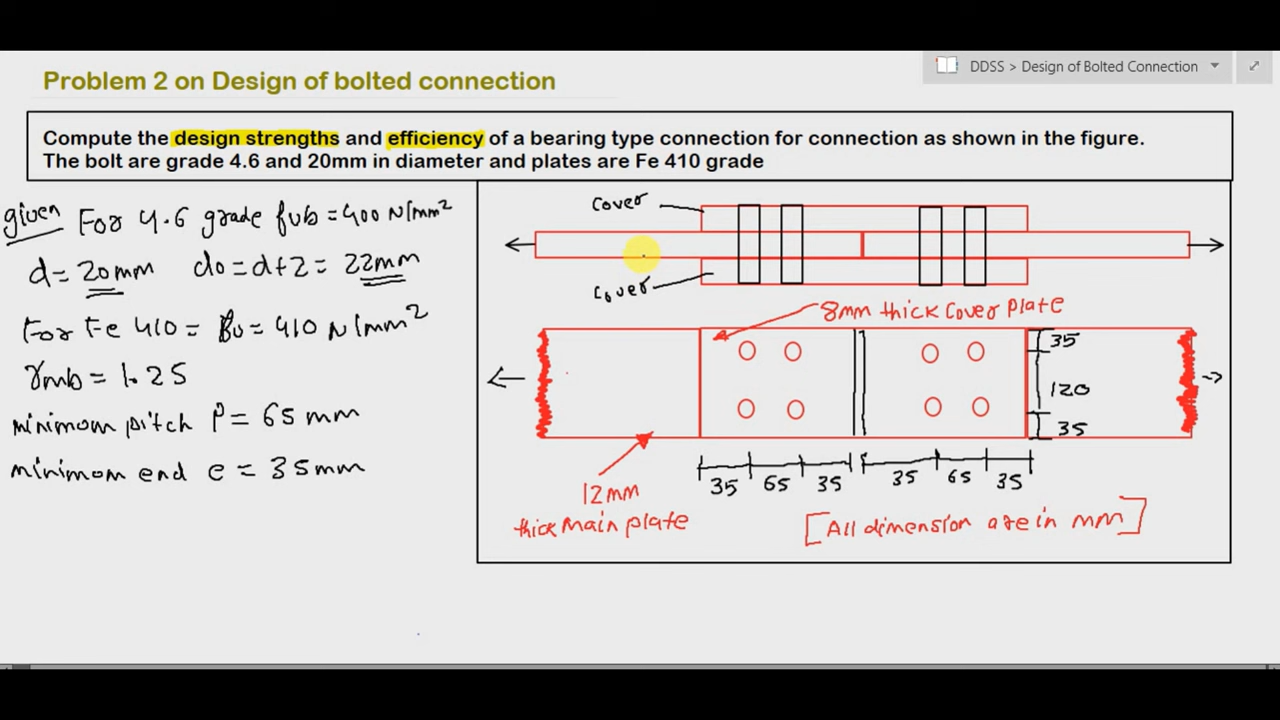 Problem 2 on Design of bolted connection
DDSS > Design of Bolted Connection
Compute the design strengths and efficiency of a bearing type connection for connection as shown in the figure.
The bolt are grade 4.6 and 20mm in diameter and plates are Fe 410 grade
given For 4.6 grade fub = 400 N/mm²
d = 20mm do = d+2 = 22mm
For Fe 410 = fu = 410 N/mm²
γmb = 1.25
minimum pitch P = 65 mm
minimum end e = 35mm
Cover
Cover
8mm thick Cover Plate
35
120
35
35 65 35 35 65 35
12mm
thick Main plate
[All dimension are in mm]